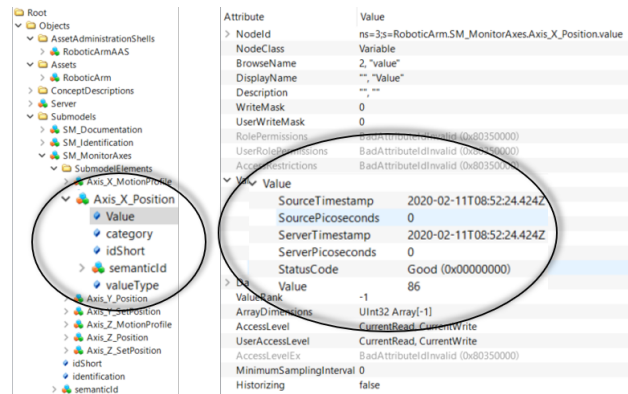 Root
Objects
AssetAdministrationShells
RoboticArmAAS
Assets
RoboticArm
ConceptDescriptions
Server
Submodels
SM_Documentation
SM_Identification
SM_MonitorAxes
SubmodelElements
Axis_X_MotionProfile
Axis_X_Position
Value
category
idShort
semanticId
valueType
Axis_Y_Position
Axis_Y_SetPosition
Axis_Z_MotionProfile
Axis_Z_Position
Axis_Z_SetPosition
idShort
identification
semanticId
Attribute Value
NodeId ns=3;s=RoboticArm.SM_MonitorAxes.Axis_X_Position.value
NodeClass Variable
BrowseName 2, "value"
DisplayName "", "Value"
Description "", ""
WriteMask 0
UserWriteMask 0
RolePermissions BadAttributeIdInvalid (0x80350000)
UserRolePermissions BadAttributeIdInvalid (0x80350000)
AccessRestrictions BadAttributeIdInvalid (0x80350000)
Value
SourceTimestamp 2020-02-11T08:52:24.424Z
SourcePicoseconds 0
ServerTimestamp 2020-02-11T08:52:24.424Z
ServerPicoseconds 0
StatusCode Good (0x00000000)
Value 86
ValueRank -1
ArrayDimensions UInt32 Array[-1]
AccessLevel CurrentRead, CurrentWrite
UserAccessLevel CurrentRead, CurrentWrite
AccessLevelEx BadAttributeIdInvalid (0x80350000)
MinimumSamplingInterval 0
Historizing false